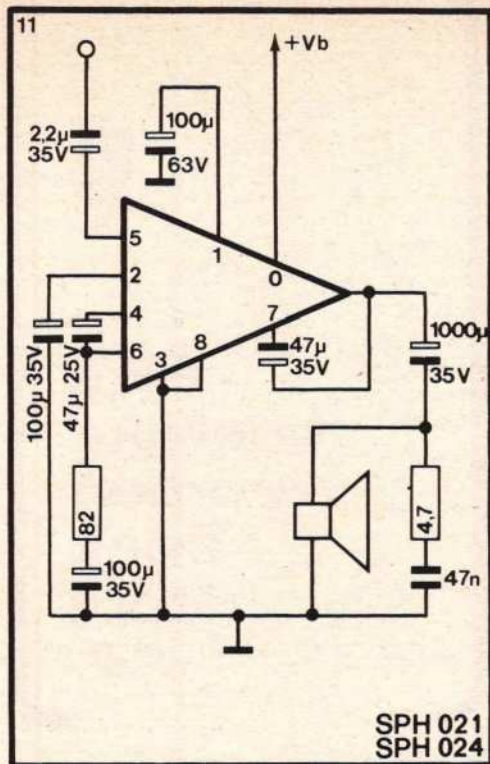 11
+Vb
2,2µ
35V
100µ
63V
5
2
4
6
1
0
7
3
8
47µ
35V
1000µ
35V
100µ 35V
47µ 25V
82
100µ
35V
4,7
47n
SPH 021
SPH 024